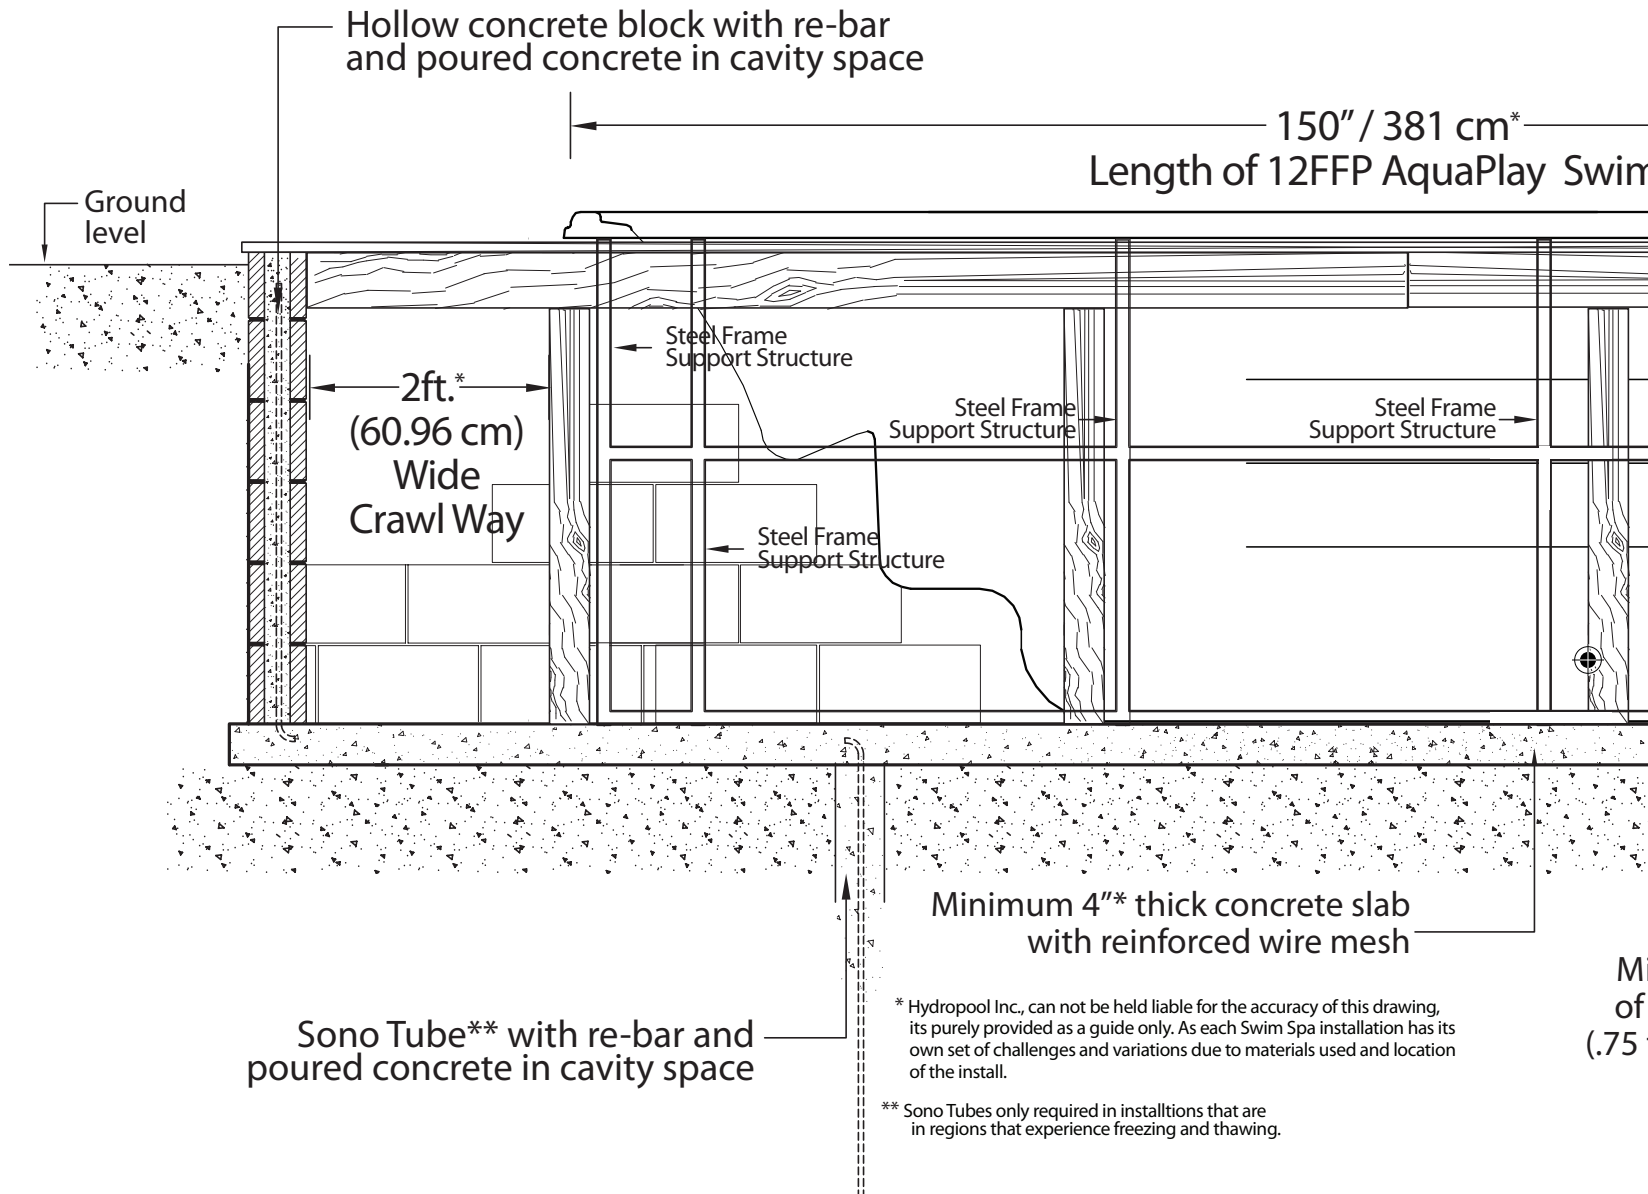 Hollow concrete block with re-bar
and poured concrete in cavity space
150" / 381 cm*
Length of 12FFP AquaPlay Swim
Ground
level
Steel Frame
Support Structure
2ft.*
(60.96 cm)
Wide
Crawl Way
Steel Frame
Support Structure
Steel Frame
Support Structure
Steel Frame
Support Structure
Minimum 4"* thick concrete slab
with reinforced wire mesh
Mi
of
(.75
Sono Tube** with re-bar and
poured concrete in cavity space
* Hydropool Inc., can not be held liable for the accuracy of this drawing,
its purely provided as a guide only. As each Swim Spa installation has its
own set of challenges and variations due to materials used and location
of the install.
** Sono Tubes only required in installtions that are
in regions that experience freezing and thawing.